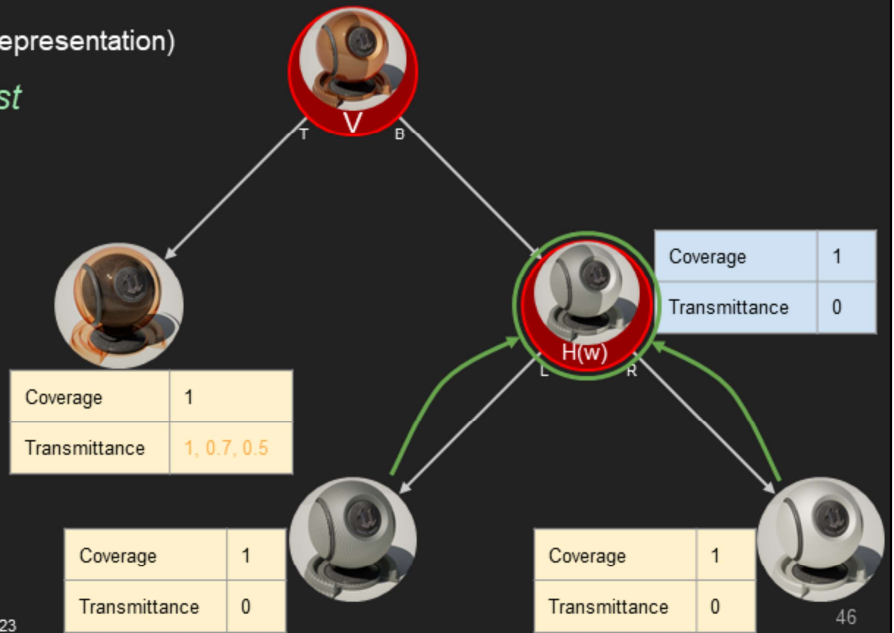 epresentation)
st
V
T B
Coverage 1
Transmittance 0
H(w)
L R
Coverage 1
Transmittance 1, 0.7, 0.5
Coverage 1
Transmittance 0
Coverage 1
Transmittance 0
23
46